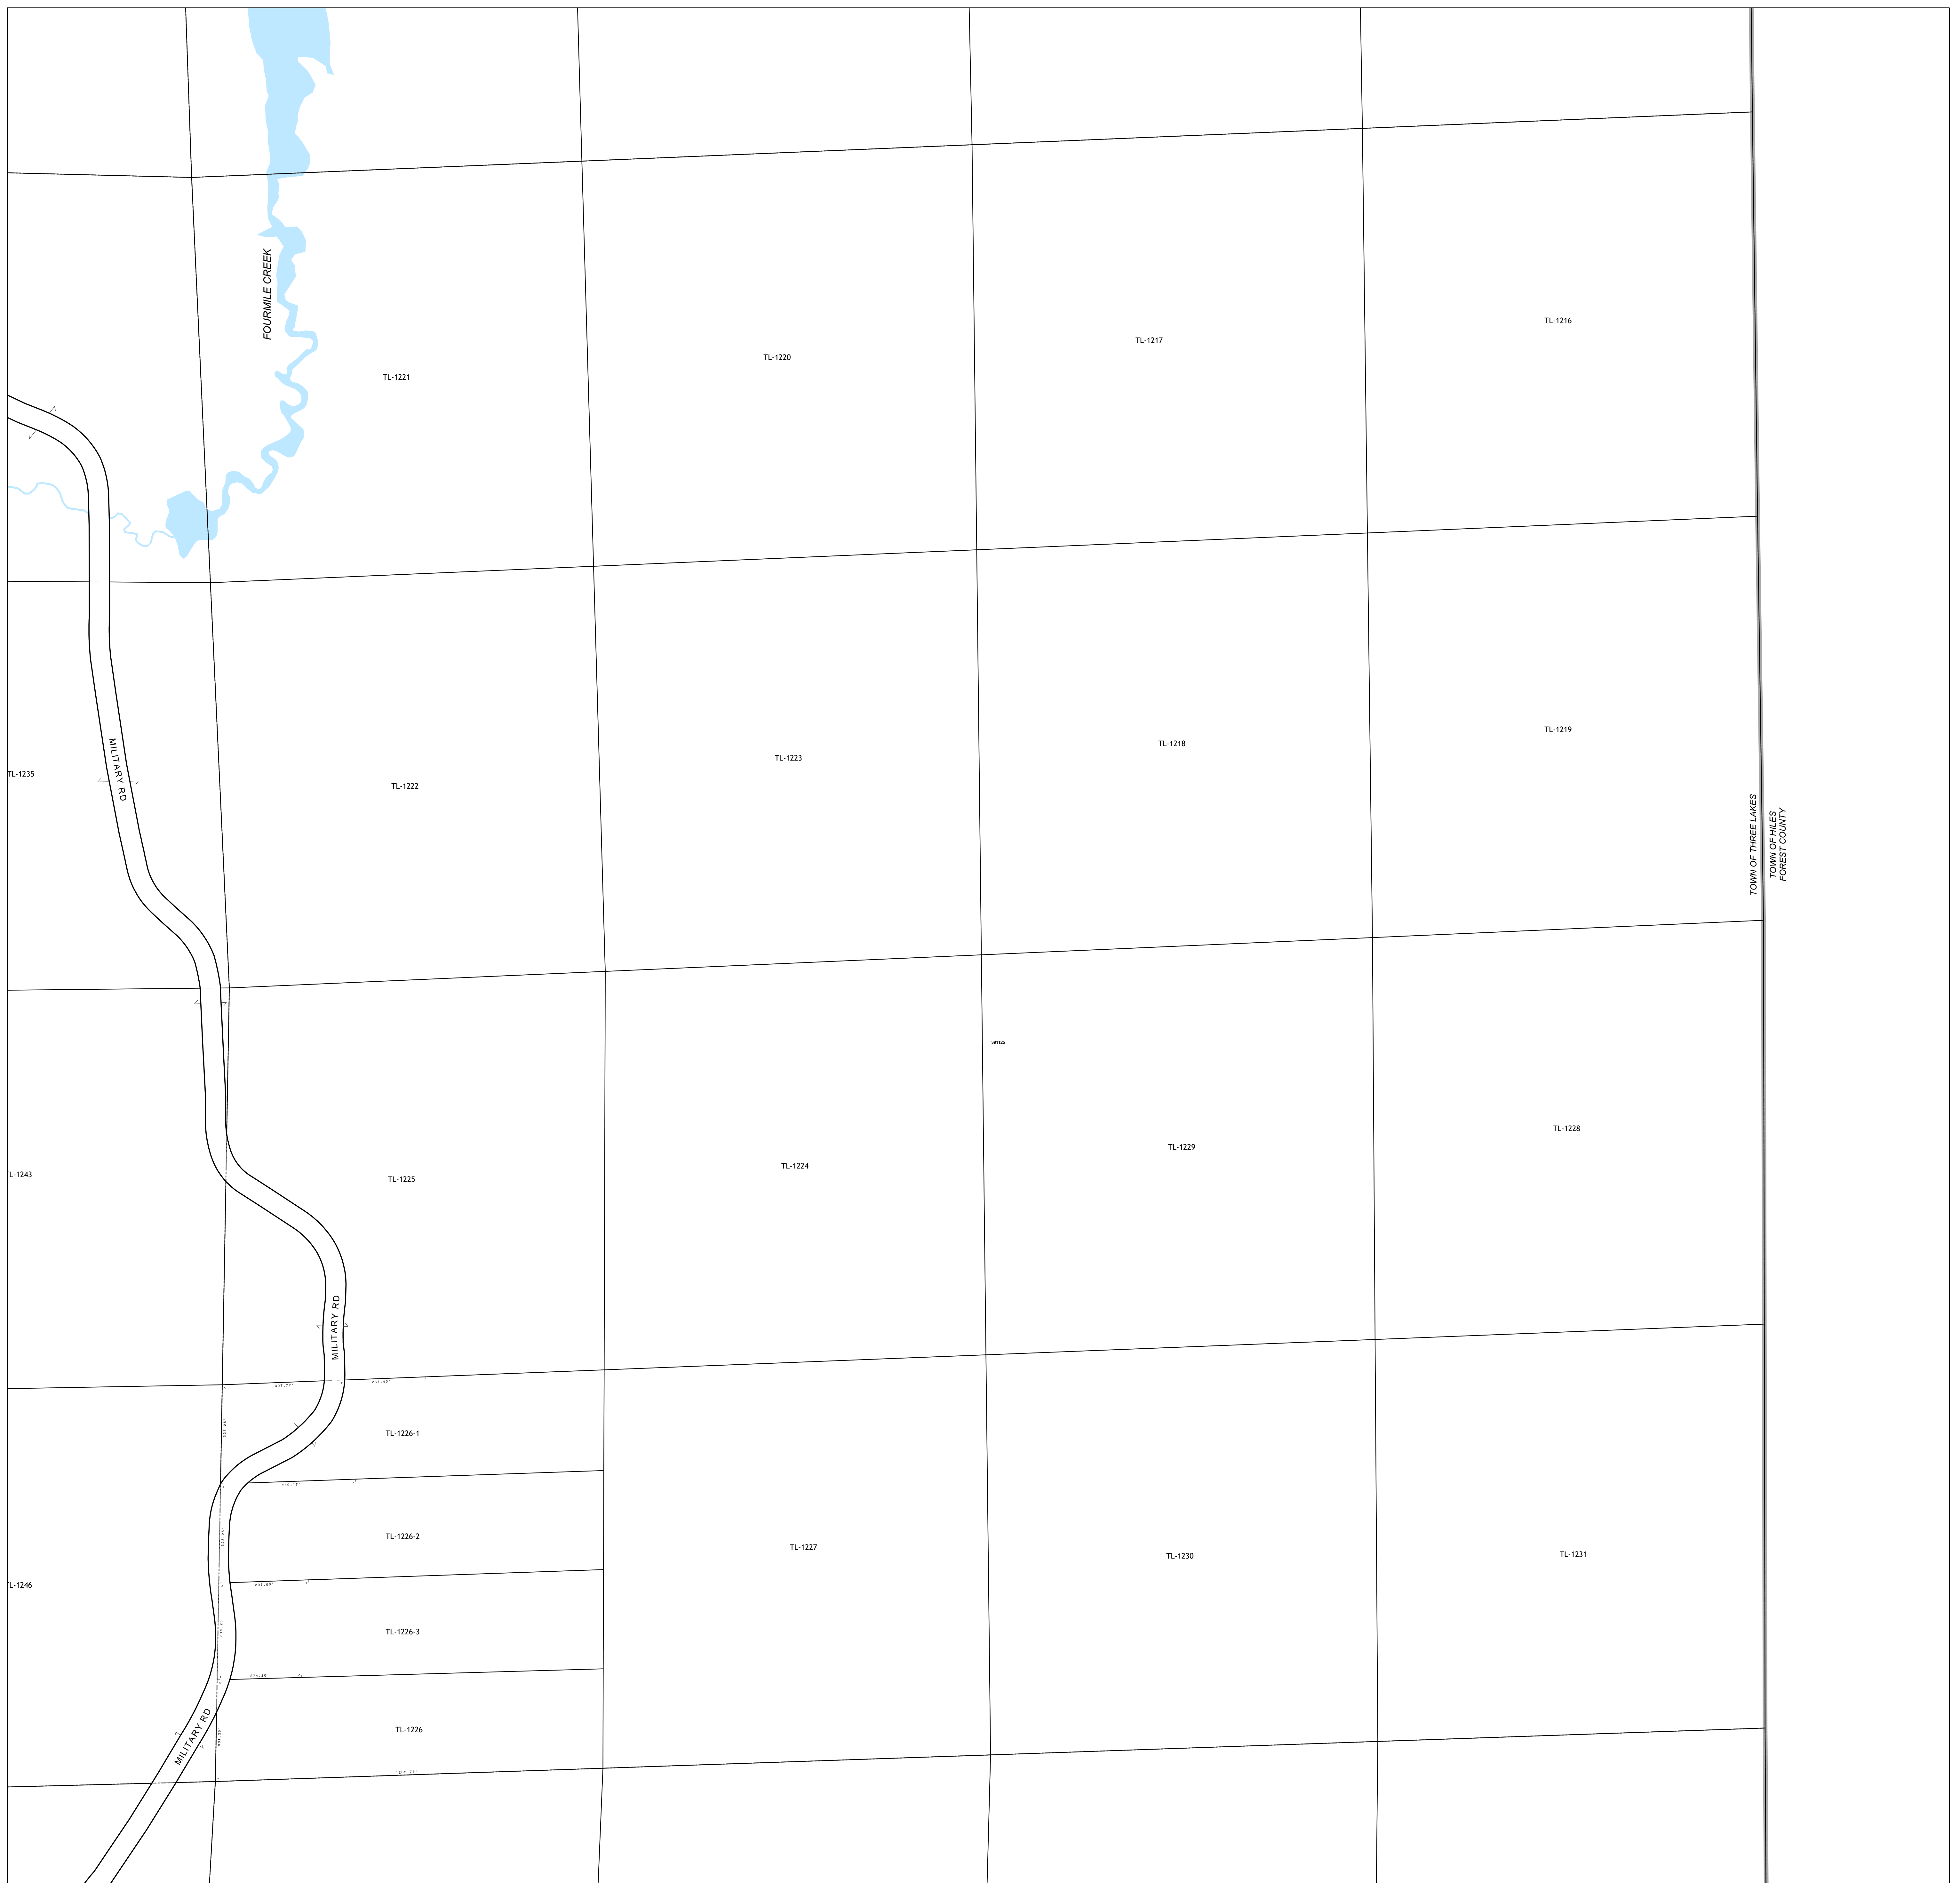 FOURMILE CREEK
TL-1216
TL-1217
TL-1220
TL-1221
TL-1219
TL-1218
TL-1223
TL-1235
TL-1222
MILITARY RD
TOWN OF THREE LAKES
TOWN OF HILES
FOREST COUNTY
TL-1228
TL-1229
TL-1224
L-1243
TL-1225
MILITARY RD
TL-1226-1
TL-1226-2
TL-1227
TL-1230
TL-1231
L-1246
TL-1226-3
TL-1226
MILITARY RD